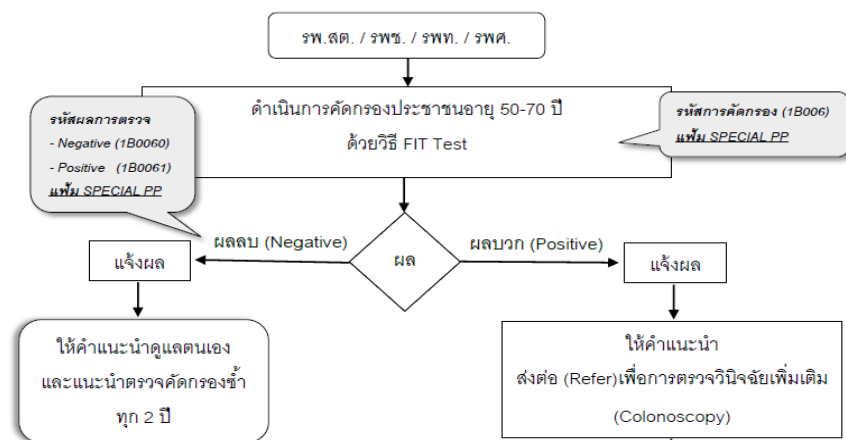 รพ.สต. / รพช. / รพท. / รพศ.
ดำเนินการคัดกรองประชาชนอายุ 50-70 ปี
ด้วยวิธี FIT Test
รหัสผลการตรวจ
- Negative (1B0060)
- Positive (1B0061)
แฟ้ม SPECIAL PP
รหัสการคัดกรอง (1B006)
แฟ้ม SPECIAL PP
ผลลบ (Negative)
ผล
ผลบวก (Positive)
แจ้งผล
แจ้งผล
ให้คำแนะนำดูแลตนเอง
และแนะนำตรวจคัดกรองซ้ำ
ทุก 2 ปี
ให้คำแนะนำ
ส่งต่อ (Refer)เพื่อการตรวจวินิจฉัยเพิ่มเติม
(Colonoscopy)